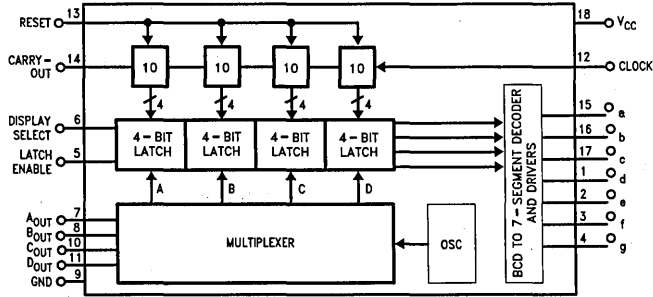 RESET 13
18 VCC
CARRY-OUT 14
10 10 10 10
12 CLOCK
4 4 4 4
DISPLAY SELECT 6
4-BIT LATCH 4-BIT LATCH 4-BIT LATCH 4-BIT LATCH
LATCH ENABLE 5
A B C D
BCD TO 7-SEGMENT DECODER AND DRIVERS
15 a
16 b
17 c
1 d
2 e
3 f
4 g
AOUT 7
BOUT 8
COUT 10
DOUT 11
GND 9
MULTIPLEXER
OSC